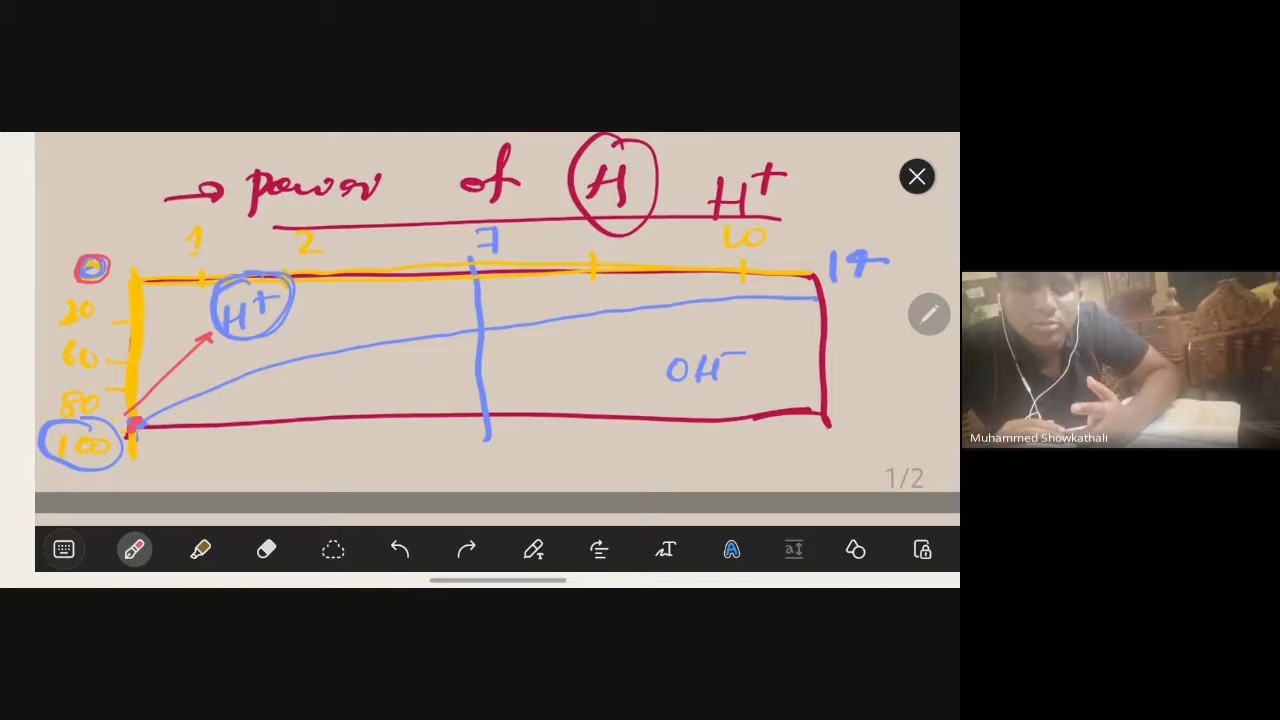 → power of H H+
1 2 7 10
0 14
20
H+
60
OH-
80
100
1/2
Muhammed Showkathali